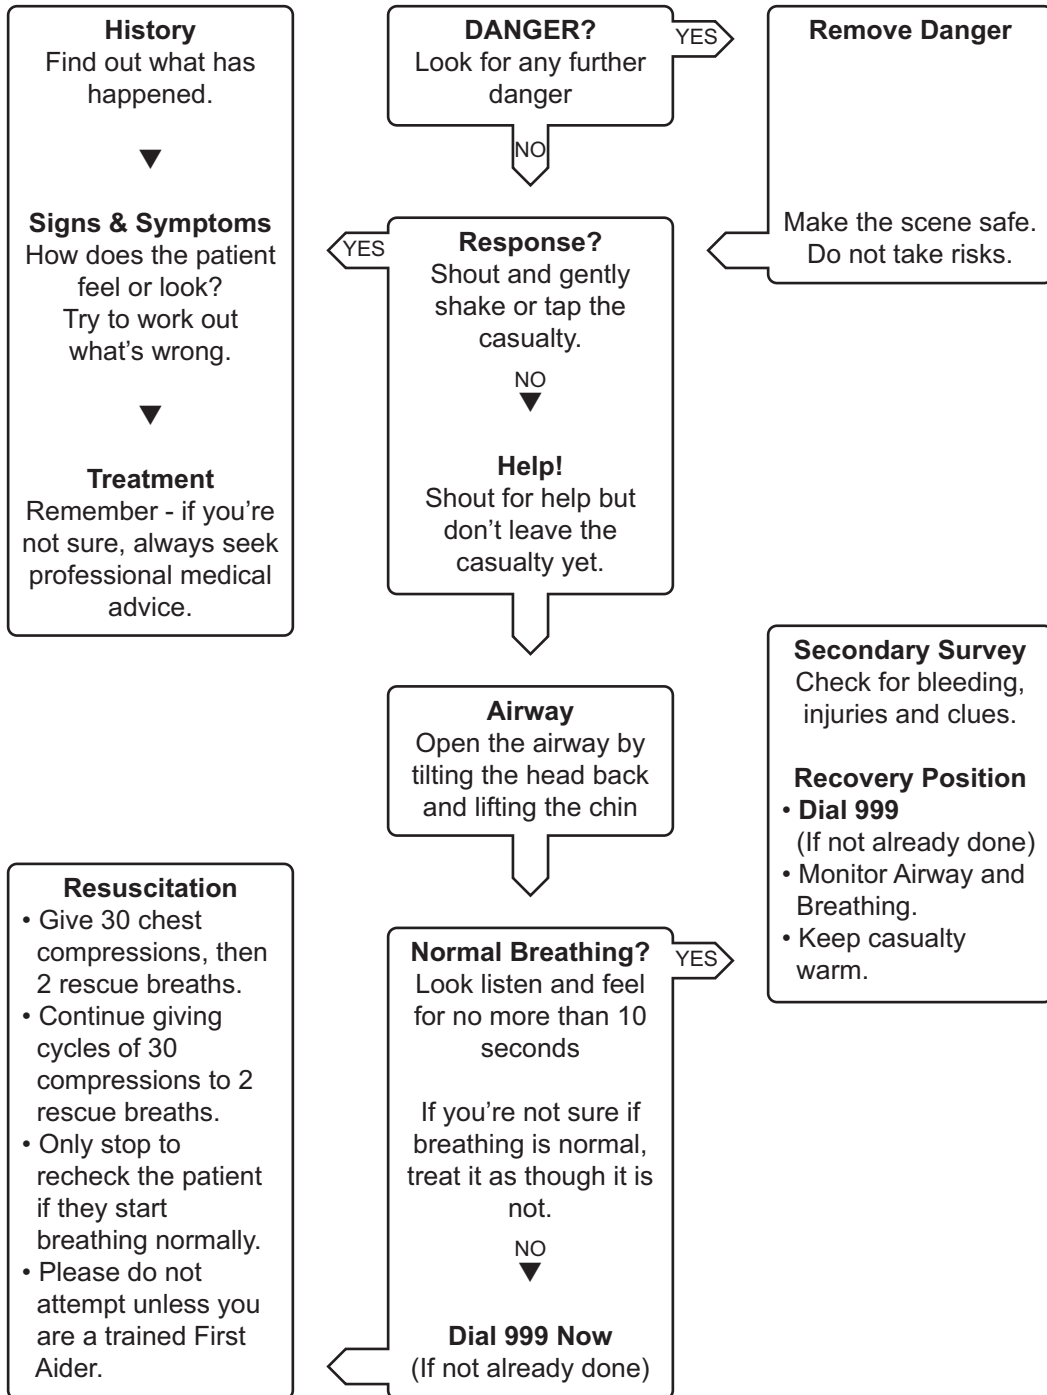 DANGER?
Look for any further
danger
YES
Remove Danger
Make the scene safe.
Do not take risks.
NO
Response?
Shout and gently
shake or tap the
casualty.
YES
History
Find out what has
happened.
Signs & Symptoms
How does the patient
feel or look?
Try to work out
what’s wrong.
Treatment
Remember - if you’re
not sure, always seek
professional medical
advice.
NO
Help!
Shout for help but
don’t leave the
casualty yet.
Airway
Open the airway by
tilting the head back
and lifting the chin
Normal Breathing?
Look listen and feel
for no more than 10
seconds
If you’re not sure if
breathing is normal,
treat it as though it is
not.
YES
Secondary Survey
Check for bleeding,
injuries and clues.
Recovery Position
• Dial 999
(If not already done)
• Monitor Airway and
Breathing.
• Keep casualty
warm.
NO
Dial 999 Now
(If not already done)
Resuscitation
• Give 30 chest
compressions, then
2 rescue breaths.
• Continue giving
cycles of 30
compressions to 2
rescue breaths.
• Only stop to
recheck the patient
if they start
breathing normally.
• Please do not
attempt unless you
are a trained First
Aider.